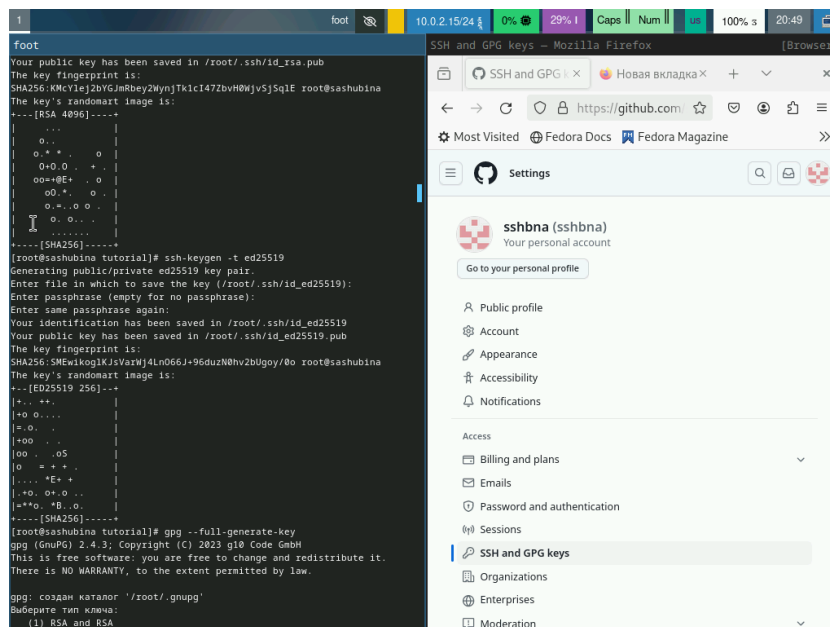 1
foot
10.0.2.15/24
0%
29%
Caps
Num
us
100%
20:49
foot
Your public key has been saved in /root/.ssh/id_rsa.pub
The key fingerprint is:
SHA256:KMcYlej2bYGJmRbey2WynjTk1cI47ZbvH0WjvSjSq1E root@sashubina
The key's randomart image is:
+---[RSA 4096]----+
|     ...         |
|    o..          |
|   o.* * .    o  |
|    O+O.O .  + . |
|   oo=+@E+  . o  |
|     oO.*.   o . |
|     o.=..o o .  |
|      o. o.. .   |
|      .......    |
+----[SHA256]-----+
[root@sashubina tutorial]# ssh-keygen -t ed25519
Generating public/private ed25519 key pair.
Enter file in which to save the key (/root/.ssh/id_ed25519):
Enter passphrase (empty for no passphrase):
Enter same passphrase again:
Your identification has been saved in /root/.ssh/id_ed25519
Your public key has been saved in /root/.ssh/id_ed25519.pub
The key fingerprint is:
SHA256:SMEwikoglKJsVarWj4LnO66J+96duzN0hv2bUgoy/0o root@sashubina
The key's randomart image is:
+--[ED25519 256]--+
|+.. ++.          |
|+o o....         |
|=.o.  .          |
|+oo  . .         |
|oo .  .oS        |
|o   = + + .      |
|.... *E+ +       |
|.+o. o+.o ..     |
|=**o. *B..o.     |
+----[SHA256]-----+
[root@sashubina tutorial]# gpg --full-generate-key
gpg (GnuPG) 2.4.3; Copyright (C) 2023 g10 Code GmbH
This is free software: you are free to change and redistribute it.
There is NO WARRANTY, to the extent permitted by law.
gpg: создан каталог '/root/.gnupg'
Выберите тип ключа:
(1) RSA and RSA
SSH and GPG keys — Mozilla Firefox
[Browser
SSH and GPG k
Новая вкладка
https://github.com
Most Visited
Fedora Docs
Fedora Magazine
Settings
sshbna (sshbna)
Your personal account
Go to your personal profile
Public profile
Account
Appearance
Accessibility
Notifications
Access
Billing and plans
Emails
Password and authentication
Sessions
SSH and GPG keys
Organizations
Enterprises
Moderation